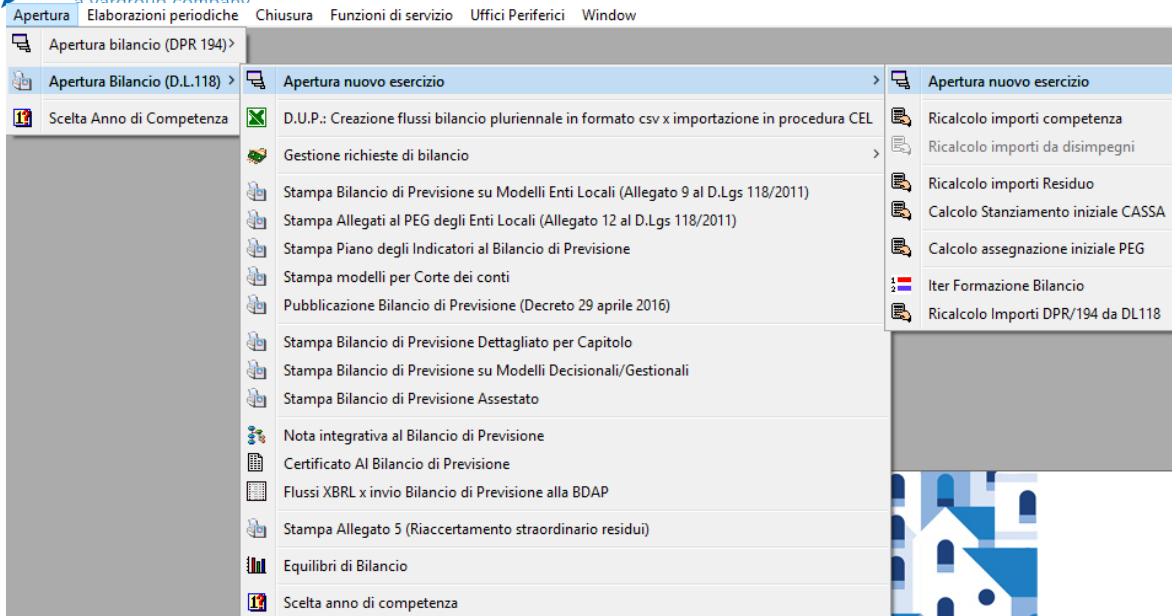 a vargroup company
Apertura Elaborazioni periodiche Chiusura Funzioni di servizio Uffici Periferici Window
Apertura bilancio (DPR 194) >
Apertura Bilancio (D.L.118) >
Scelta Anno di Competenza
Apertura nuovo esercizio >
D.U.P.: Creazione flussi bilancio pluriennale in formato csv x importazione in procedura CEL
Gestione richieste di bilancio >
Stampa Bilancio di Previsione su Modelli Enti Locali (Allegato 9 al D.Lgs 118/2011)
Stampa Allegati al PEG degli Enti Locali (Allegato 12 al D.Lgs 118/2011)
Stampa Piano degli Indicatori al Bilancio di Previsione
Stampa modelli per Corte dei conti
Pubblicazione Bilancio di Previsione (Decreto 29 aprile 2016)
Stampa Bilancio di Previsione Dettagliato per Capitolo
Stampa Bilancio di Previsione su Modelli Decisionali/Gestionali
Stampa Bilancio di Previsione Assestato
Nota integrativa al Bilancio di Previsione
Certificato Al Bilancio di Previsione
Flussi XBRL x invio Bilancio di Previsione alla BDAP
Stampa Allegato 5 (Riaccertamento straordinario residui)
Equilibri di Bilancio
Scelta anno di competenza
Apertura nuovo esercizio
Ricalcolo importi competenza
Ricalcolo importi da disimpegni
Ricalcolo importi Residuo
Calcolo Stanziamento iniziale CASSA
Calcolo assegnazione iniziale PEG
Iter Formazione Bilancio
Ricalcolo Importi DPR/194 da DL118